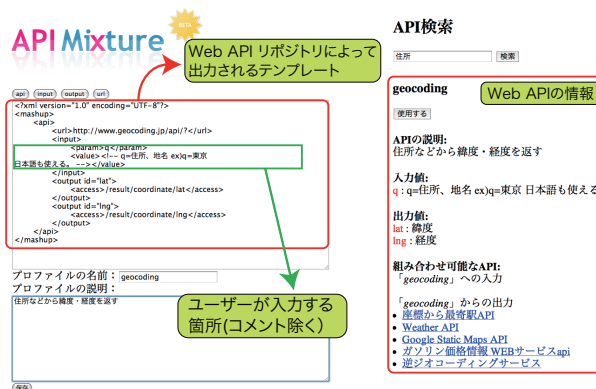 API Mixture
BETA
Web API リポジトリによって
出力されるテンプレート
api input output url
<?xml version="1.0" encoding="UTF-8"?>
<mashup>
<api>
<url>http://www.geocoding.jp/api/?</url>
<input>
<param>q</param>
<value><!-- q=住所、地名 ex)q=東京
日本語も使える。 --></value>
</input>
<output id="lat">
<access>/result/coordinate/lat</access>
</output>
<output id="lng">
<access>/result/coordinate/lng</access>
</output>
</api>
</mashup>
プロファイルの名前： geocoding
プロファイルの説明：
住所などから緯度・経度を返す
ユーザーが入力する
箇所(コメント除く)
保存
API検索
住所 検索
geocoding
Web APIの情報
使用する
APIの説明:
住所などから緯度・経度を返す
入力値:
q : q=住所、地名 ex)q=東京 日本語も使える
出力値:
lat : 緯度
lng : 経度
組み合わせ可能なAPI:
「geocoding」への入力
「geocoding」からの出力
• 座標から最寄駅API
• Weather API
• Google Static Maps API
• ガソリン価格情報 WEBサービスapi
• 逆ジオコーディングサービス